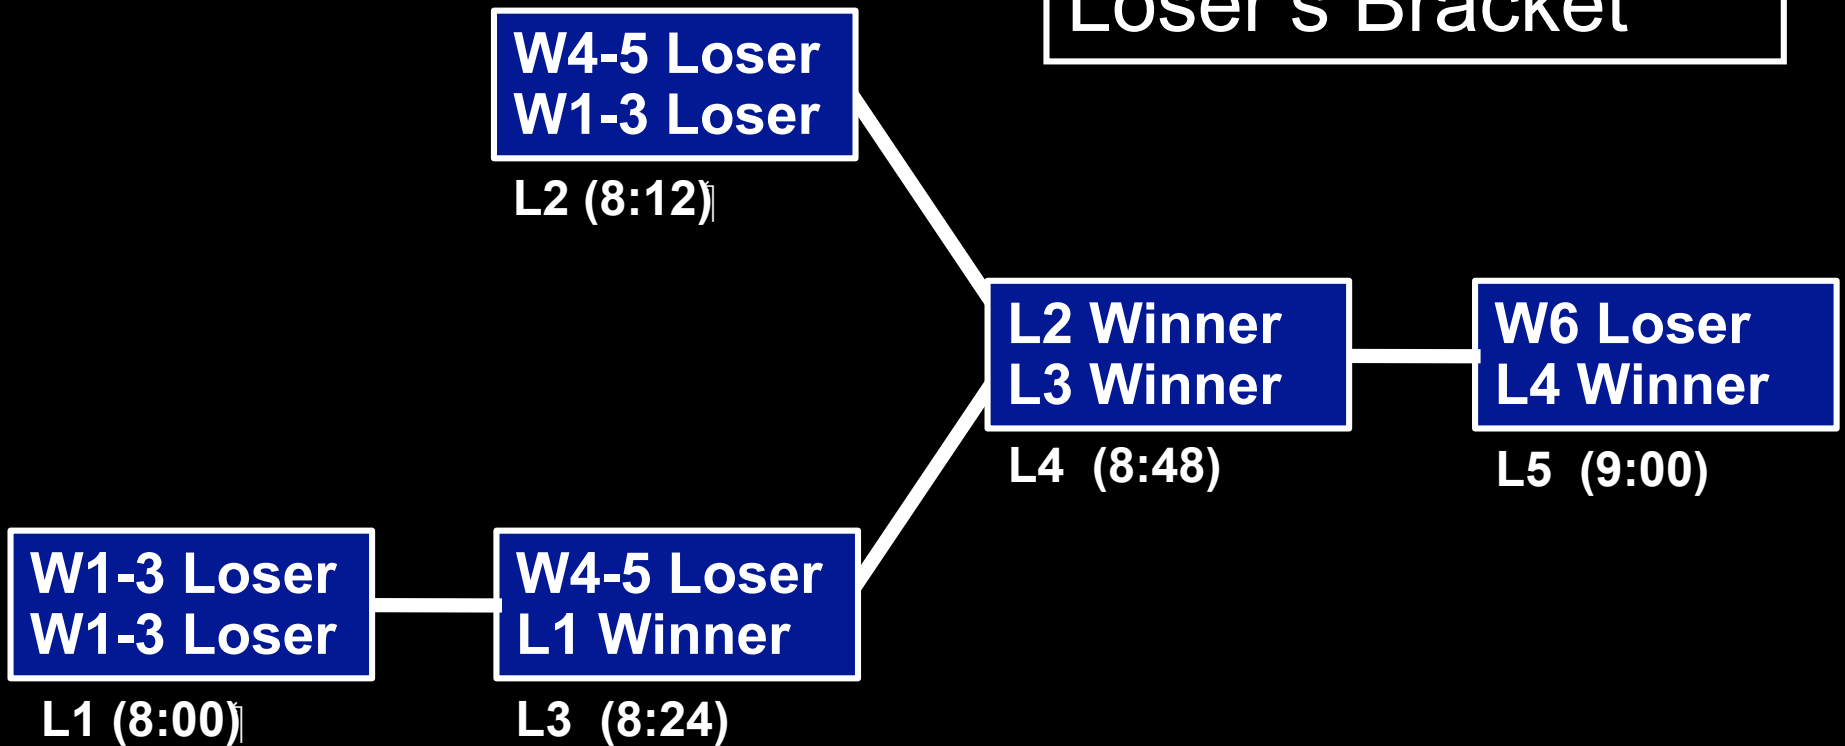 Loser's Bracket
W4-5 Loser
W1-3 Loser
L2 (8:12)
L2 Winner
L3 Winner
L4 (8:48)
W6 Loser
L4 Winner
L5 (9:00)
W1-3 Loser
W1-3 Loser
L1 (8:00)
W4-5 Loser
L1 Winner
L3 (8:24)